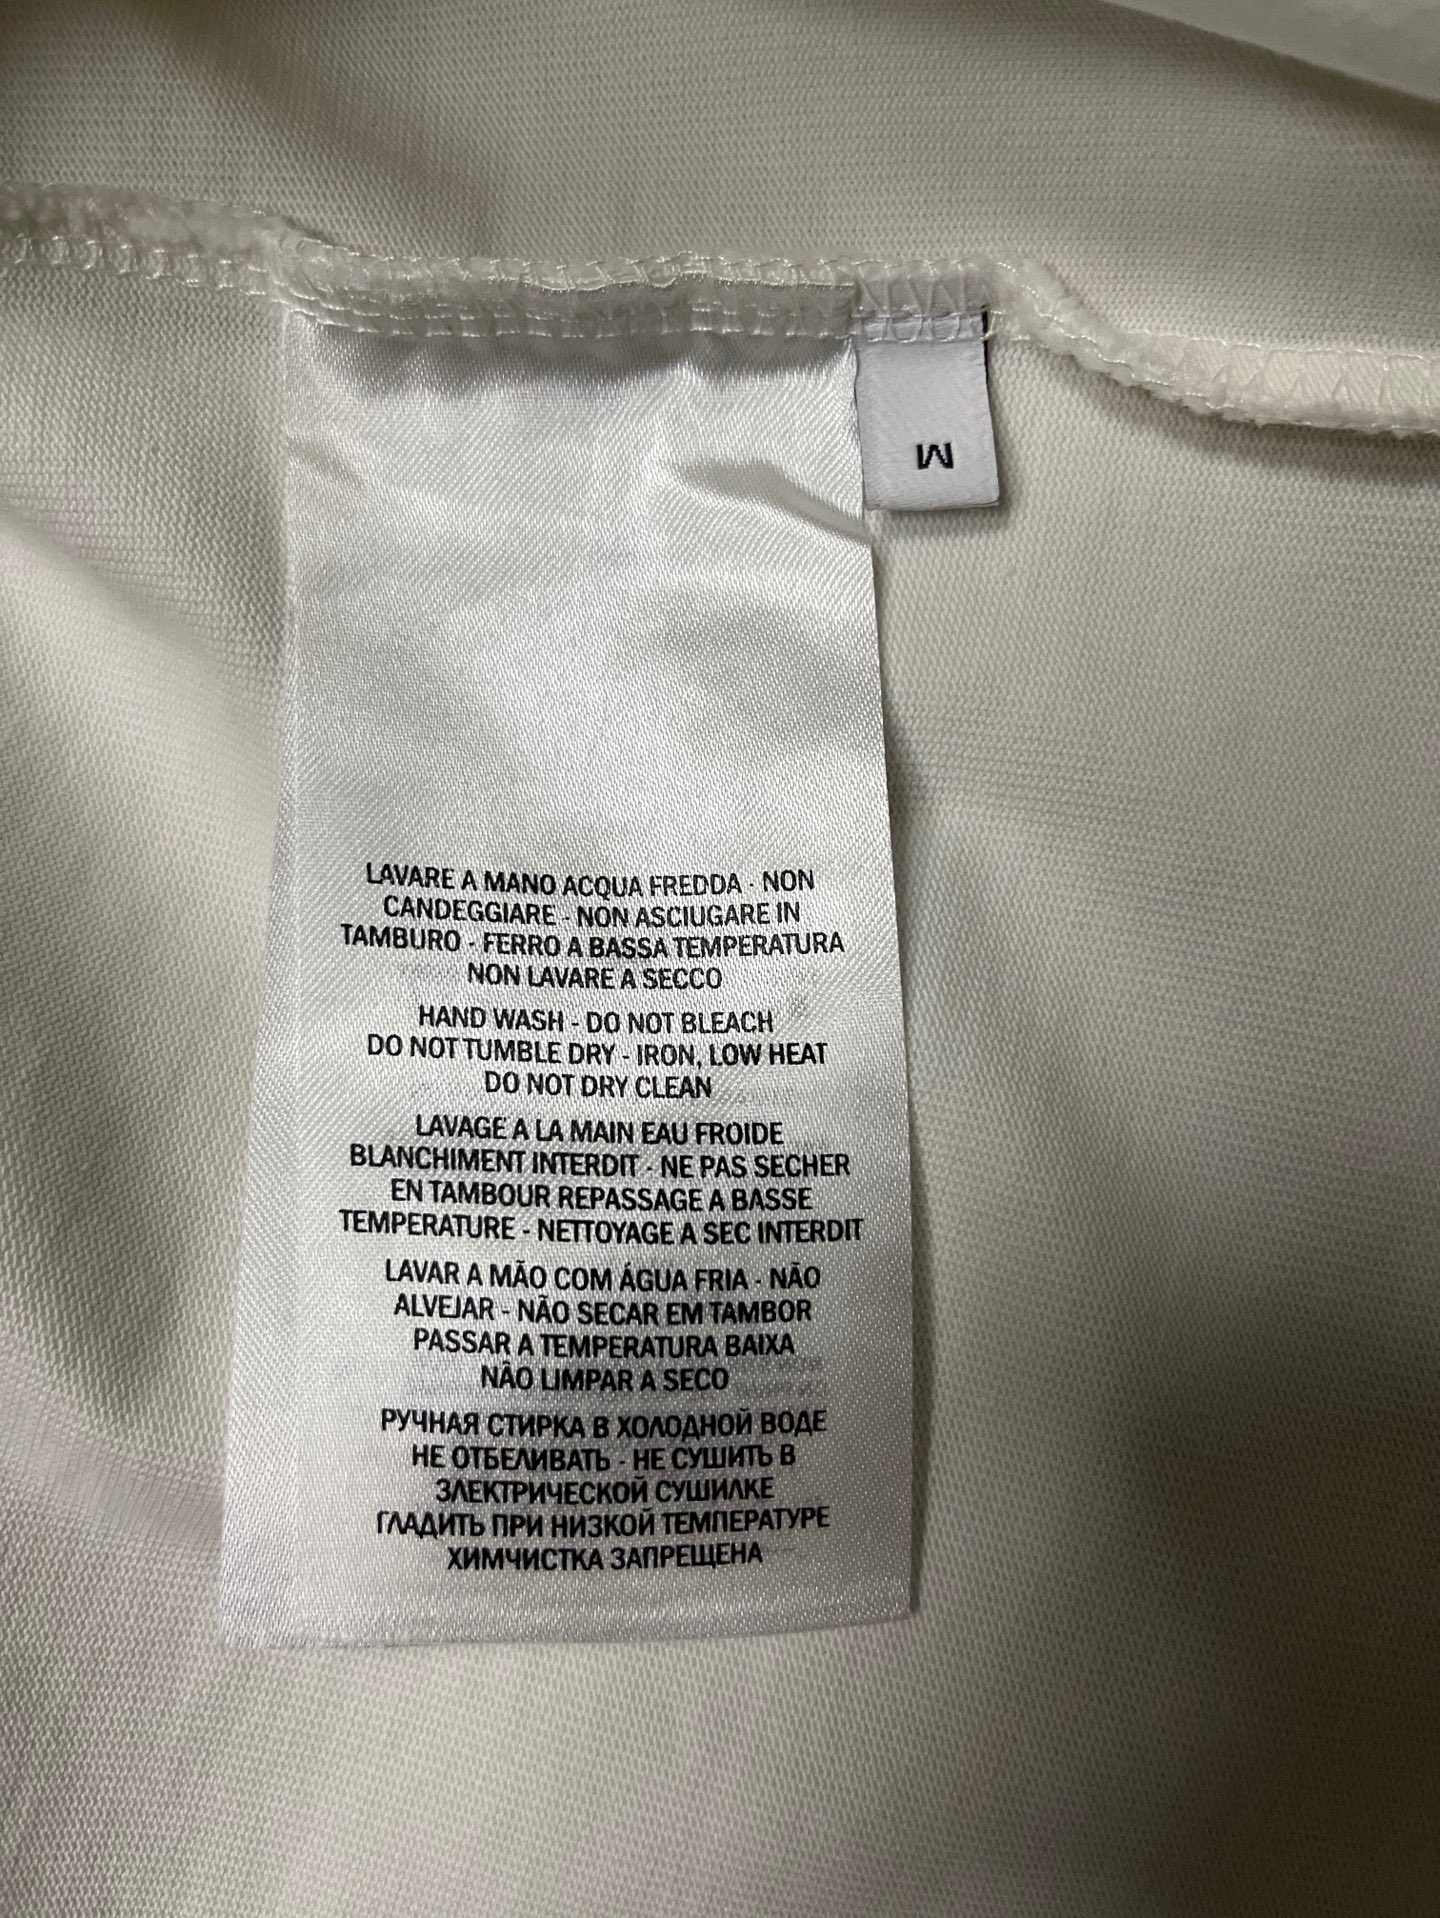 M
LAVARE A MANO ACQUA FREDDA - NON
CANDEGGIARE - NON ASCIUGARE IN
TAMBURO - FERRO A BASSA TEMPERATURA
NON LAVARE A SECCO
HAND WASH - DO NOT BLEACH
DO NOT TUMBLE DRY - IRON, LOW HEAT
DO NOT DRY CLEAN
LAVAGE A LA MAIN EAU FROIDE
BLANCHIMENT INTERDIT - NE PAS SECHER
EN TAMBOUR REPASSAGE A BASSE
TEMPERATURE - NETTOYAGE A SEC INTERDIT
LAVAR A MÃO COM ÁGUA FRIA - NÃO
ALVEJAR - NÃO SECAR EM TAMBOR
PASSAR A TEMPERATURA BAIXA
NÃO LIMPAR A SECO
РУЧНАЯ СТИРКА В ХОЛОДНОЙ ВОДЕ
НЕ ОТБЕЛИВАТЬ - НЕ СУШИТЬ В
ЗЛЕКТРИЧЕСКОЙ СУШИЛКЕ
ГЛАДИТЬ ПРИ НИЗКОЙ ТЕМПЕРАТУРЕ
ХИМЧИСТКА ЗАПРЕЩЕНА